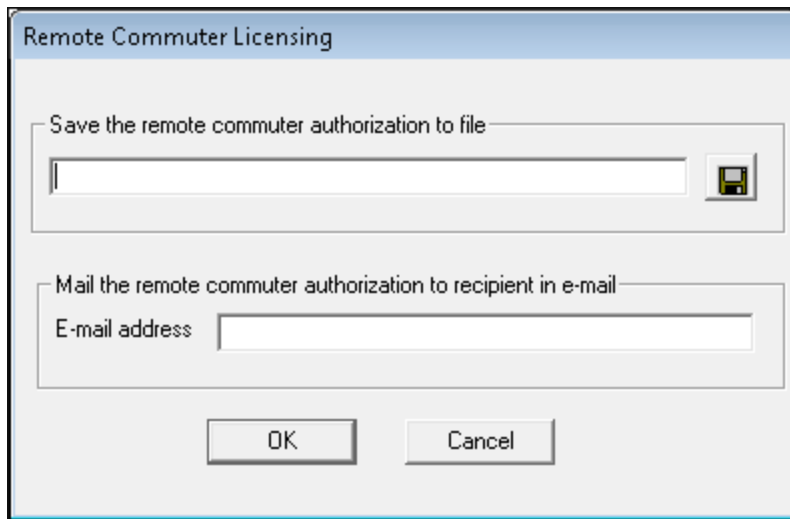 Remote Commuter Licensing
Save the remote commuter authorization to file
Mail the remote commuter authorization to recipient in e-mail
E-mail address
OK
Cancel